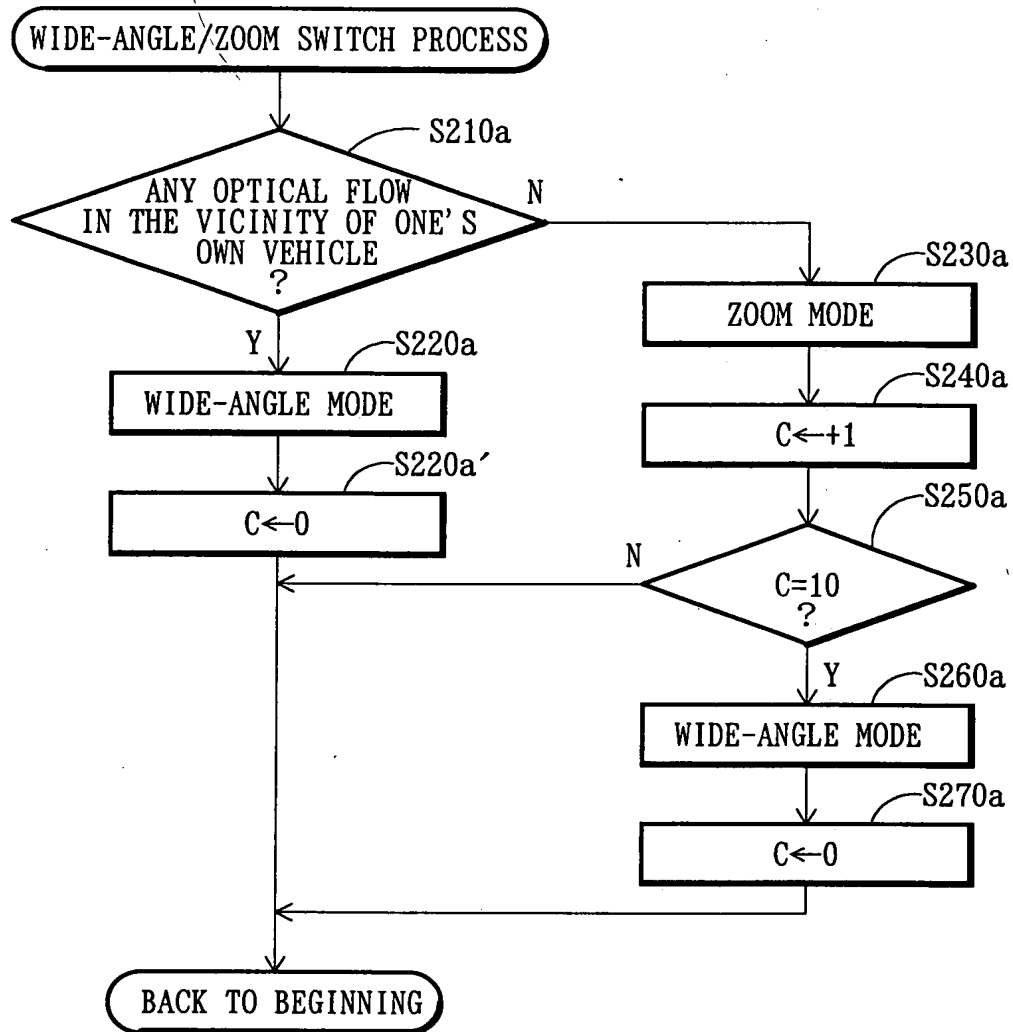 WIDE-ANGLE/ZOOM SWITCH PROCESS
S210a
ANY OPTICAL FLOW
IN THE VICINITY OF ONE'S
OWN VEHICLE
?
N
Y
S220a
WIDE-ANGLE MODE
S220a′
C←0
S230a
ZOOM MODE
S240a
C←+1
S250a
C=10
?
N
Y
S260a
WIDE-ANGLE MODE
S270a
C←0
BACK TO BEGINNING